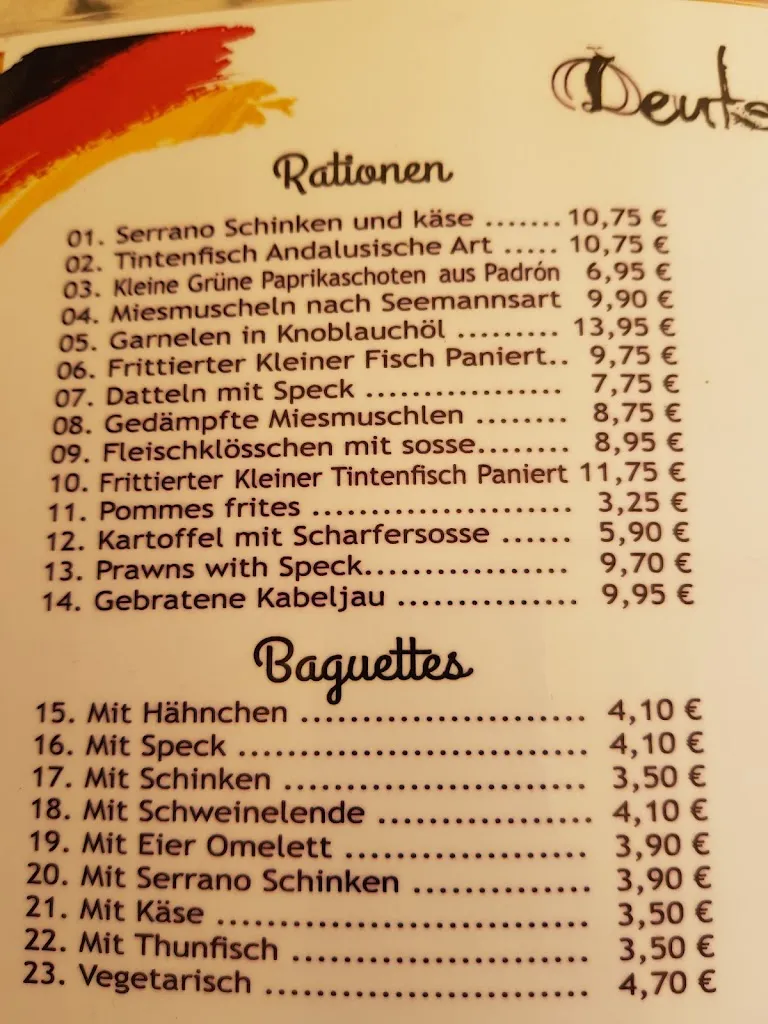 Deuts
Rationen
01. Serrano Schinken und käse ....... 10,75 €
02. Tintenfisch Andalusische Art ..... 10,75 €
03. Kleine Grüne Paprikaschoten aus Padrón 6,95 €
04. Miesmuscheln nach Seemannsart 9,90 €
05. Garnelen in Knoblauchöl ......... 13,95 €
06. Frittierter Kleiner Fisch Paniert.. 9,75 €
07. Datteln mit Speck ................. 7,75 €
08. Gedämpfte Miesmuschlen ........ 8,75 €
09. Fleischklösschen mit sosse........ 8,95 €
10. Frittierter Kleiner Tintenfisch Paniert 11,75 €
11. Pommes frites ...................... 3,25 €
12. Kartoffel mit Scharfersosse ...... 5,90 €
13. Prawns with Speck.................. 9,70 €
14. Gebratene Kabeljau ............... 9,95 €
Baguettes
15. Mit Hähnchen ........................ 4,10 €
16. Mit Speck ............................. 4,10 €
17. Mit Schinken ......................... 3,50 €
18. Mit Schweinelende ................. 4,10 €
19. Mit Eier Omelett .................... 3,90 €
20. Mit Serrano Schinken .............. 3,90 €
21. Mit Käse .............................. 3,50 €
22. Mit Thunfisch ........................ 3,50 €
23. Vegetarisch .......................... 4,70 €